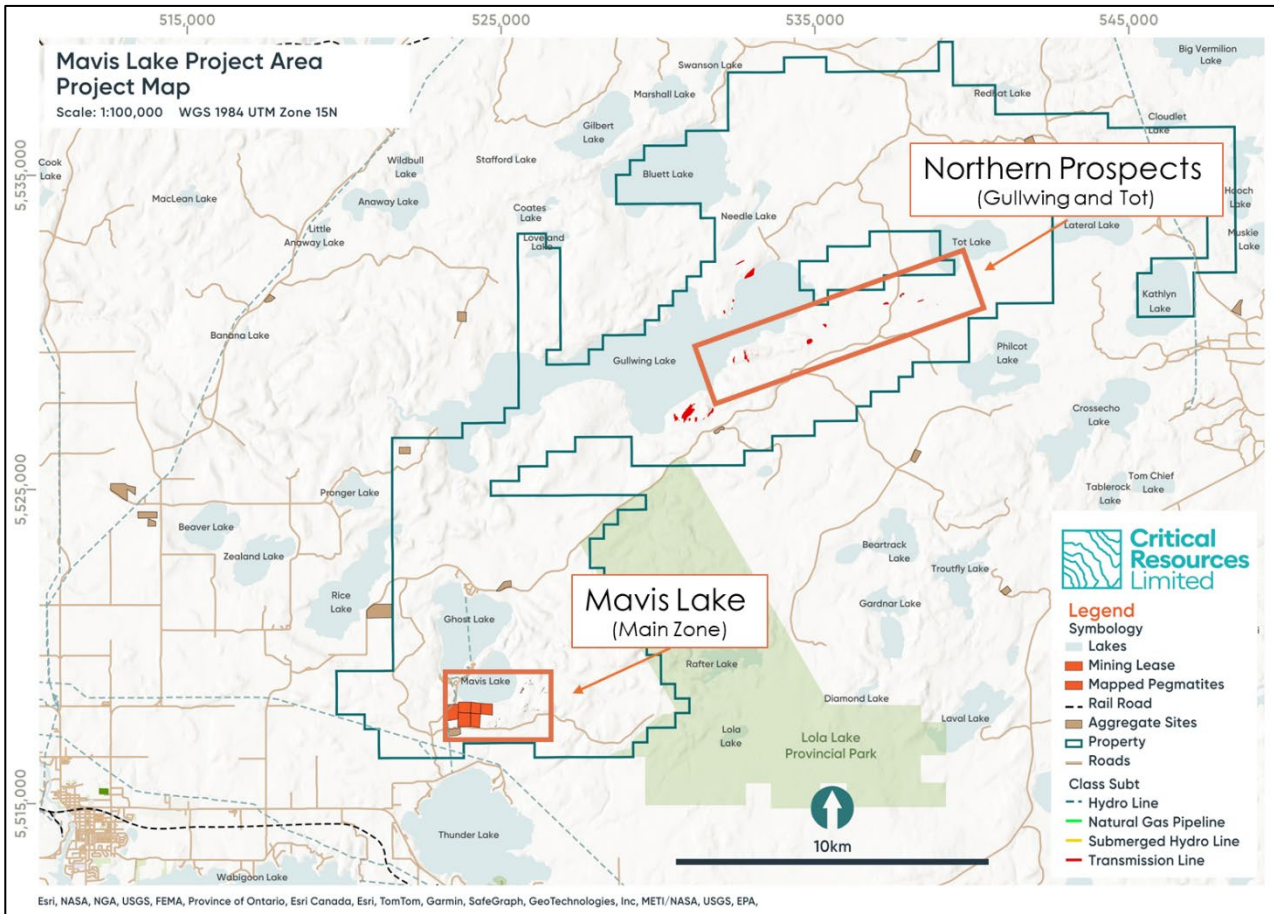 515,000
525,000
535,000
545,000
Mavis Lake Project Area
Project Map
Scale: 1:100,000 WGS 1984 UTM Zone 15N
Big Vermilion
Lake
Swanson Lake
Marshall Lake
Redhat Lake
Cloudlet
Lake
Gilbert
Lake
5,535,000
Cook
Lake
Wildbull
Lake
Stafford Lake
Bluett Lake
Northern Prospects
(Gullwing and Tot)
MacLean Lake
Anaway Lake
Hooch
Lake
Coates
Lake
Needle Lake
Little
Anaway Lake
Loveland
Lake
Tot Lake
Lateral Lake
Muskie
Lake
Kathlyn
Lake
Banana Lake
Gullwing Lake
Philcot
Lake
Crossecho
Lake
5,525,000
Pronger Lake
Tom Chief
Lake
Tablerock
Lake
Beaver Lake
Zealand Lake
Beartrack
Lake
Troutfly Lake
Rice
Lake
Gardnar Lake
Ghost Lake
Mavis Lake
(Main Zone)
Mavis Lake
Rafter Lake
Diamond Lake
Laval Lake
Lola
Lake
Lola Lake
Provincial Park
5,515,000
Thunder Lake
Wabigoon Lake
10km
Critical
Resources
Limited
Legend
Symbology
Lakes
Mining Lease
Mapped Pegmatites
Rail Road
Aggregate Sites
Property
Roads
Class Subt
Hydro Line
Natural Gas Pipeline
Submerged Hydro Line
Transmission Line
Esri, NASA, NGA, USGS, FEMA, Province of Ontario, Esri Canada, Esri, TomTom, Garmin, SafeGraph, GeoTechnologies, Inc, METI/NASA, USGS, EPA,